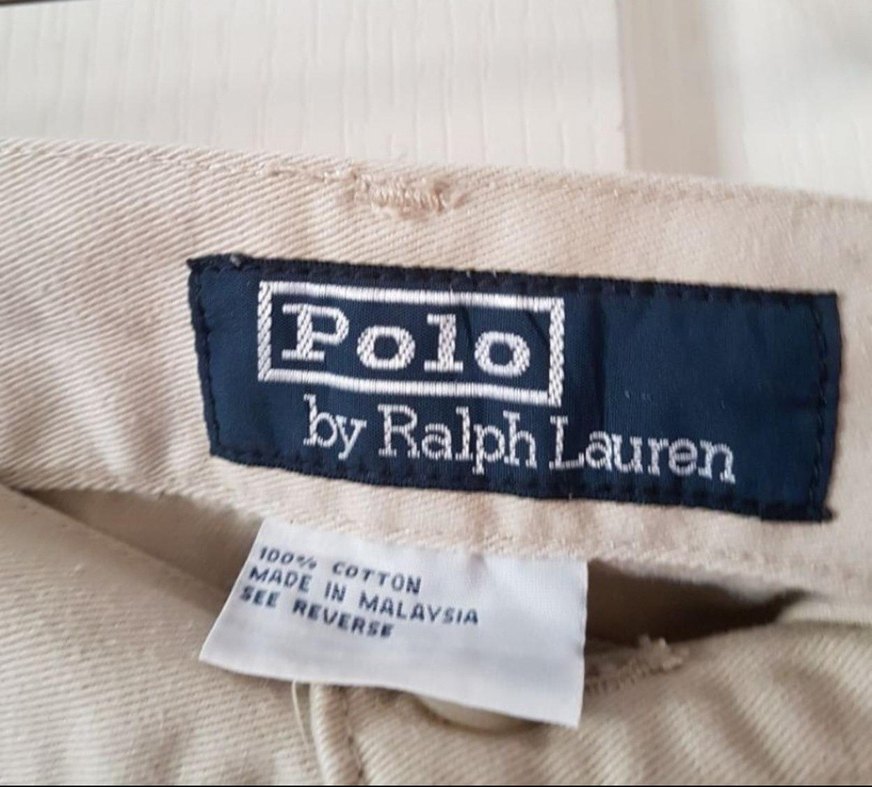 Polo
by Ralph Lauren
100% COTTON
MADE IN MALAYSIA
SEE REVERSE